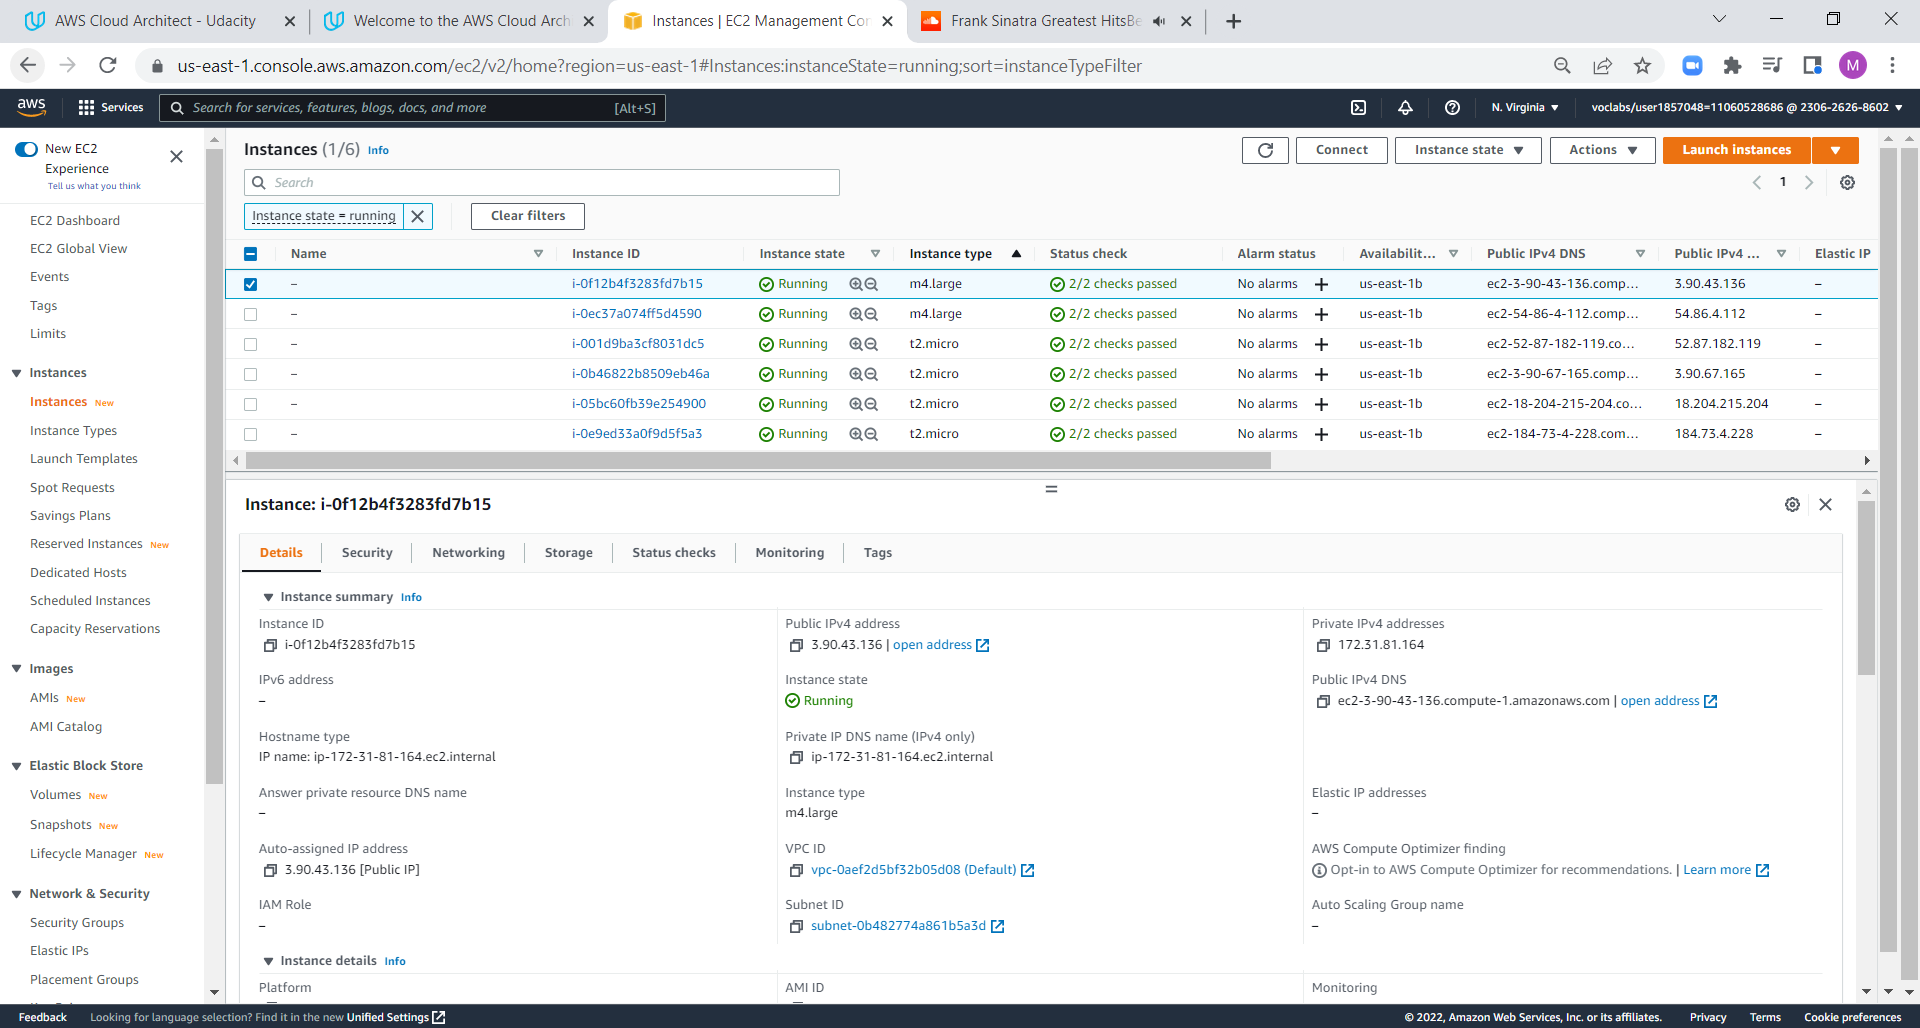 AWS Cloud Architect - Udacity
Welcome to the AWS Cloud Arch
Instances | EC2 Management Con
Frank Sinatra Greatest HitsBe
us-east-1.console.aws.amazon.com/ec2/v2/home?region=us-east-1#Instances:instanceState=running;sort=instanceTypeFilter
M
aws
Services
Search for services, features, blogs, docs, and more
[Alt+S]
N. Virginia
voclabs/user1857048=11060528686 @ 2306-2626-8602
New EC2
Experience
Tell us what you think
EC2 Dashboard
EC2 Global View
Events
Tags
Limits
Instances
Instances New
Instance Types
Launch Templates
Spot Requests
Savings Plans
Reserved Instances New
Dedicated Hosts
Scheduled Instances
Capacity Reservations
Images
AMIs New
AMI Catalog
Elastic Block Store
Volumes New
Snapshots New
Lifecycle Manager New
Network & Security
Security Groups
Elastic IPs
Placement Groups
Instances (1/6) Info
Connect
Instance state
Actions
Launch instances
Search
1
Instance state = running
Clear filters
Name Instance ID Instance state Instance type Status check Alarm status Availabilit... Public IPv4 DNS Public IPv4 ... Elastic IP
– i-0f12b4f3283fd7b15 Running m4.large 2/2 checks passed No alarms + us-east-1b ec2-3-90-43-136.comp... 3.90.43.136 –
– i-0ec37a074ff5d4590 Running m4.large 2/2 checks passed No alarms + us-east-1b ec2-54-86-4-112.comp... 54.86.4.112 –
– i-001d9ba3cf8031dc5 Running t2.micro 2/2 checks passed No alarms + us-east-1b ec2-52-87-182-119.co... 52.87.182.119 –
– i-0b46822b8509eb46a Running t2.micro 2/2 checks passed No alarms + us-east-1b ec2-3-90-67-165.comp... 3.90.67.165 –
– i-05bc60fb39e254900 Running t2.micro 2/2 checks passed No alarms + us-east-1b ec2-18-204-215-204.co... 18.204.215.204 –
– i-0e9ed33a0f9d5f5a3 Running t2.micro 2/2 checks passed No alarms + us-east-1b ec2-184-73-4-228.com... 184.73.4.228 –
Instance: i-0f12b4f3283fd7b15
Details Security Networking Storage Status checks Monitoring Tags
Instance summary Info
Instance ID
i-0f12b4f3283fd7b15
Public IPv4 address
3.90.43.136 | open address
Private IPv4 addresses
172.31.81.164
IPv6 address
–
Instance state
Running
Public IPv4 DNS
ec2-3-90-43-136.compute-1.amazonaws.com | open address
Hostname type
IP name: ip-172-31-81-164.ec2.internal
Private IP DNS name (IPv4 only)
ip-172-31-81-164.ec2.internal
Answer private resource DNS name
–
Instance type
m4.large
Elastic IP addresses
–
Auto-assigned IP address
3.90.43.136 [Public IP]
VPC ID
vpc-0aef2d5bf32b05d08 (Default)
AWS Compute Optimizer finding
Opt-in to AWS Compute Optimizer for recommendations. | Learn more
IAM Role
–
Subnet ID
subnet-0b482774a861b5a3d
Auto Scaling Group name
–
Instance details Info
Platform
AMI ID
Monitoring
Feedback
Looking for language selection? Find it in the new Unified Settings
© 2022, Amazon Web Services, Inc. or its affiliates.
Privacy
Terms
Cookie preferences